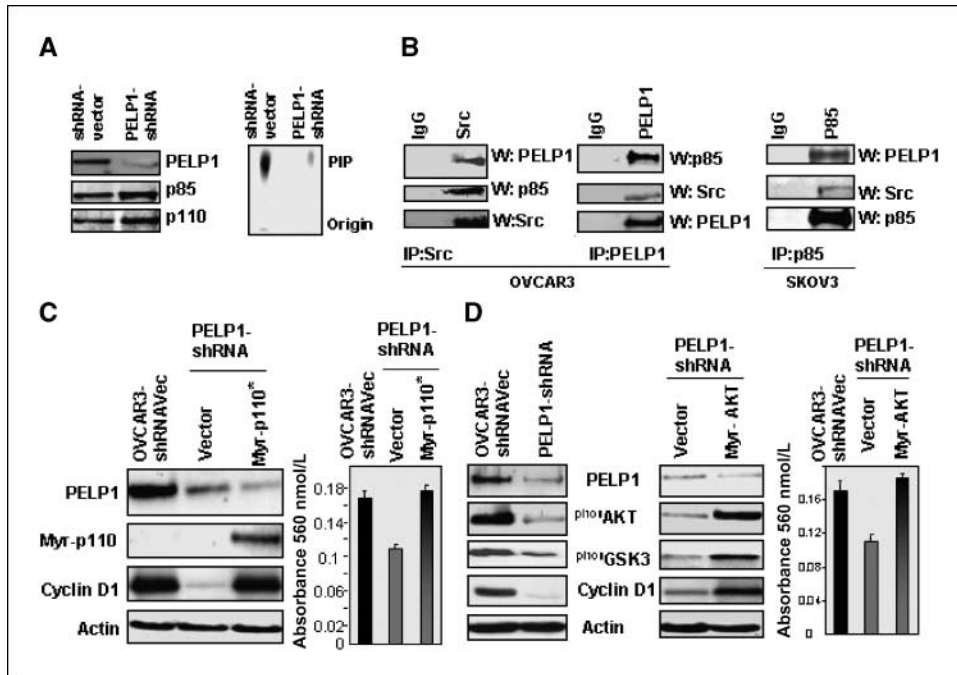 A
shRNA-vector
PELP1-shRNA
PELP1
p85
p110
shRNA-vector
PELP1-shRNA
PIP
Origin
B
IgG
Src
W: PELP1
W: p85
W:Src
IP:Src
IgG
PELP1
W:p85
W: Src
W: PELP1
IP:PELP1
OVCAR3
IgG
P85
W: PELP1
W: Src
W: p85
IP:p85
SKOV3
C
PELP1-
shRNA
OVCAR3-
shRNAVec
Vector
Myr-p110*
PELP1
Myr-p110
Cyclin D1
Actin
PELP1-
shRNA
OVCAR3-
shRNAVec
Vector
Myr-p110*
Absorbance 560 nmol/L
0.18
0.14
0.1
0.06
0.02
0
D
OVCAR3-
shRNAVec
PELP1-shRNA
PELP1-
shRNA
Vector
Myr-AKT
PELP1
AKT
GSK3
Cyclin D1
Actin
PELP1-
shRNA
OVCAR3-
shRNAVec
Vector
Myr-AKT
Absorbance 560 nmol/L
0.16
0.12
0.08
0.04
0